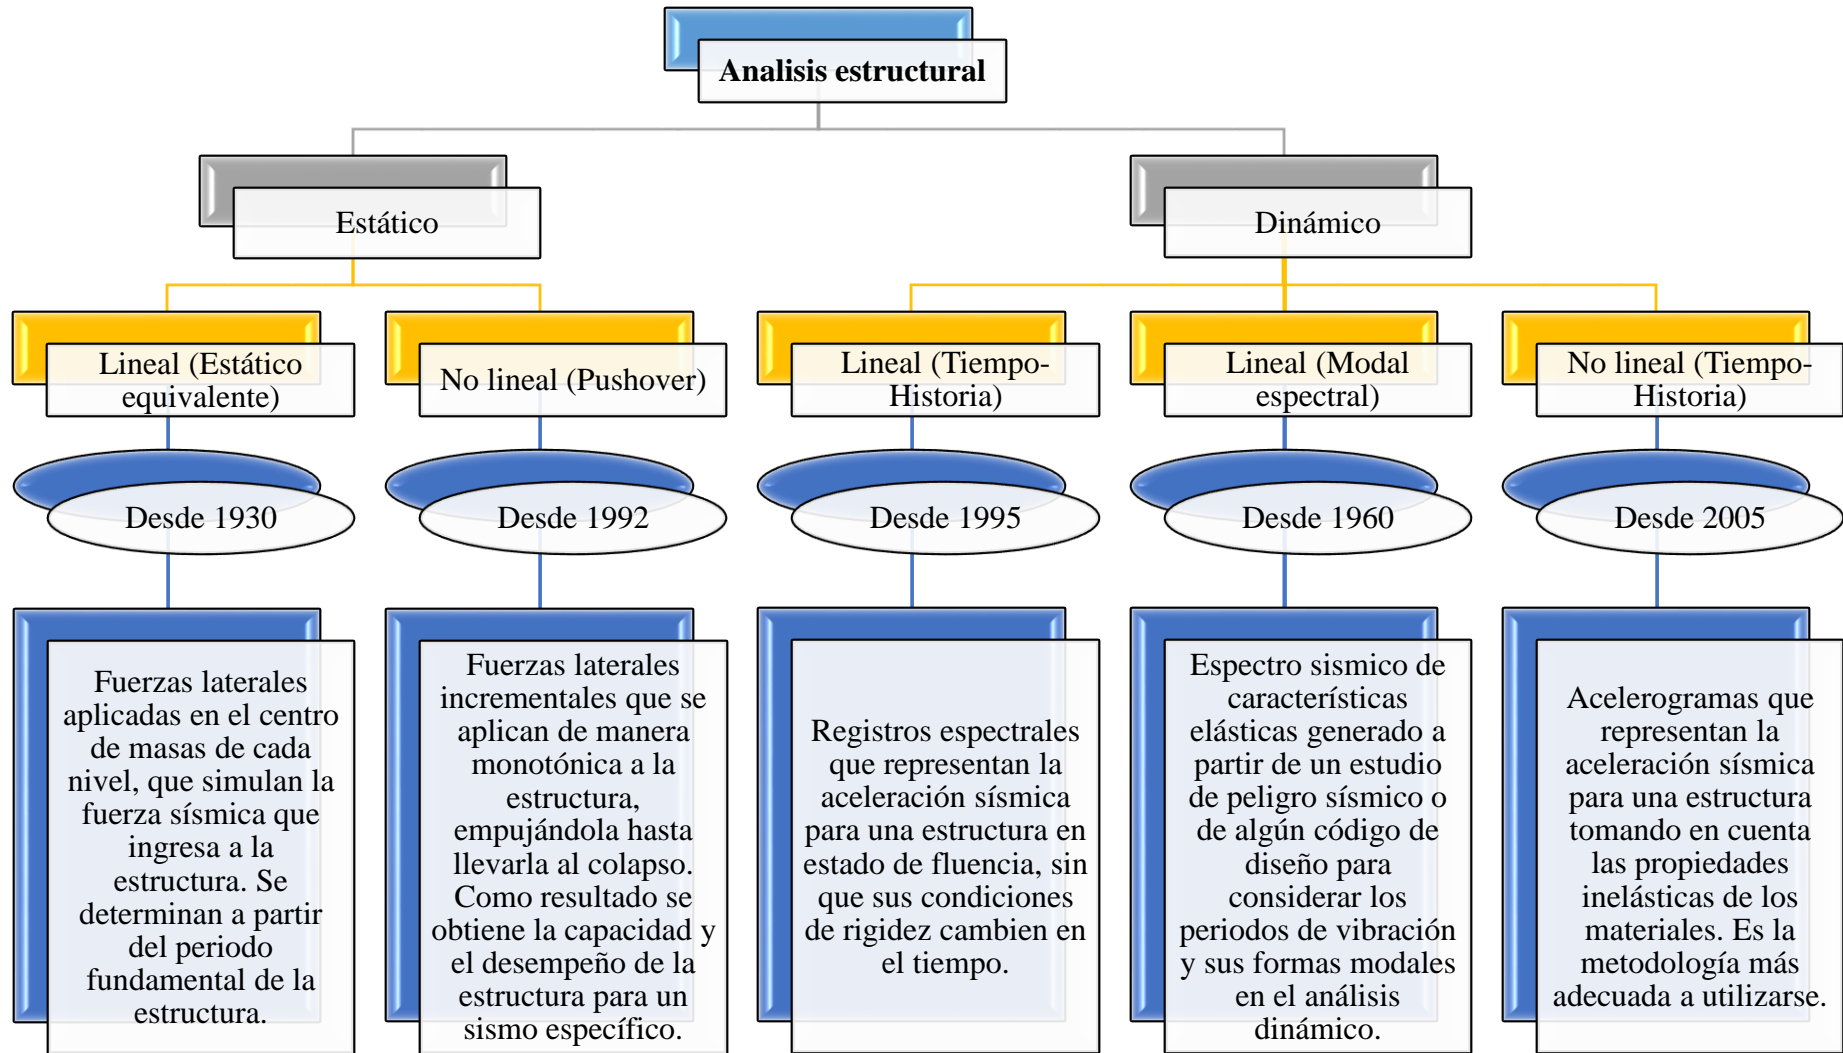 Analisis estructural
Estático
Dinámico
Lineal (Estático
equivalente)
No lineal (Pushover)
Lineal (Tiempo-
Historia)
Lineal (Modal
espectral)
No lineal (Tiempo-
Historia)
Desde 1930
Desde 1992
Desde 1995
Desde 1960
Desde 2005
Fuerzas laterales
aplicadas en el centro
de masas de cada
nivel, que simulan la
fuerza sísmica que
ingresa a la
estructura. Se
determinan a partir
del periodo
fundamental de la
estructura.
Fuerzas laterales
incrementales que se
aplican de manera
monotónica a la
estructura,
empujándola hasta
llevarla al colapso.
Como resultado se
obtiene la capacidad y
el desempeño de la
estructura para un
sismo específico.
Registros espectrales
que representan la
aceleración sísmica
para una estructura en
estado de fluencia, sin
que sus condiciones
de rigidez cambien en
el tiempo.
Espectro sismico de
características
elásticas generado a
partir de un estudio
de peligro sísmico o
de algún código de
diseño para
considerar los
periodos de vibración
y sus formas modales
en el análisis
dinámico.
Acelerogramas que
representan la
aceleración sísmica
para una estructura
tomando en cuenta
las propiedades
inelásticas de los
materiales. Es la
metodología más
adecuada a utilizarse.